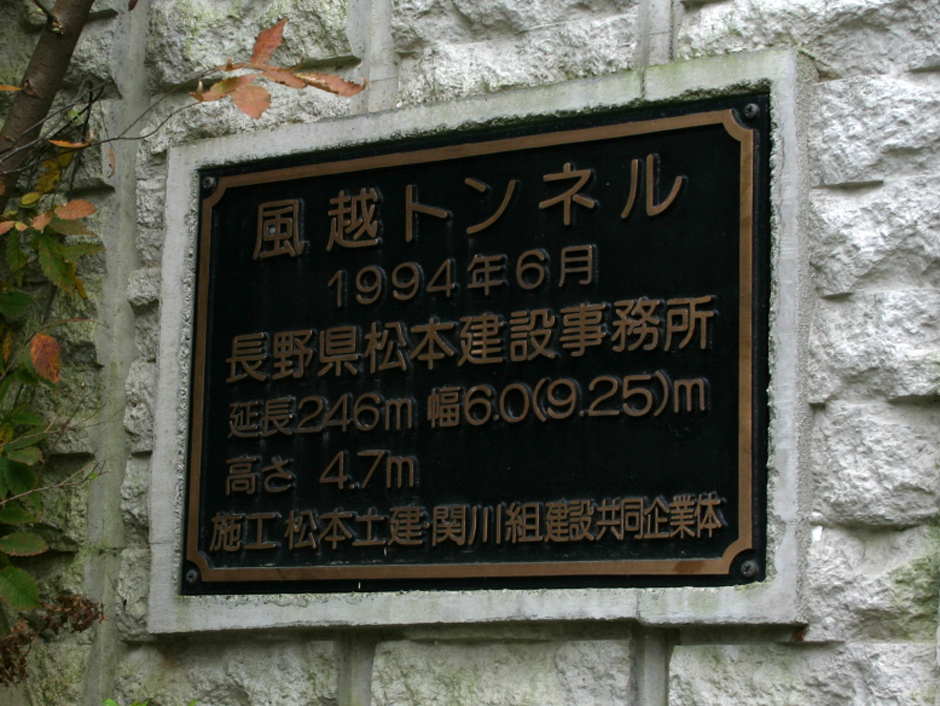 風越トンネル
1994年6月
長野県松本建設事務所
延長246m 幅6.0(9.25)m
高さ 4.7m
施工 松本土建・関川組建設共同企業体